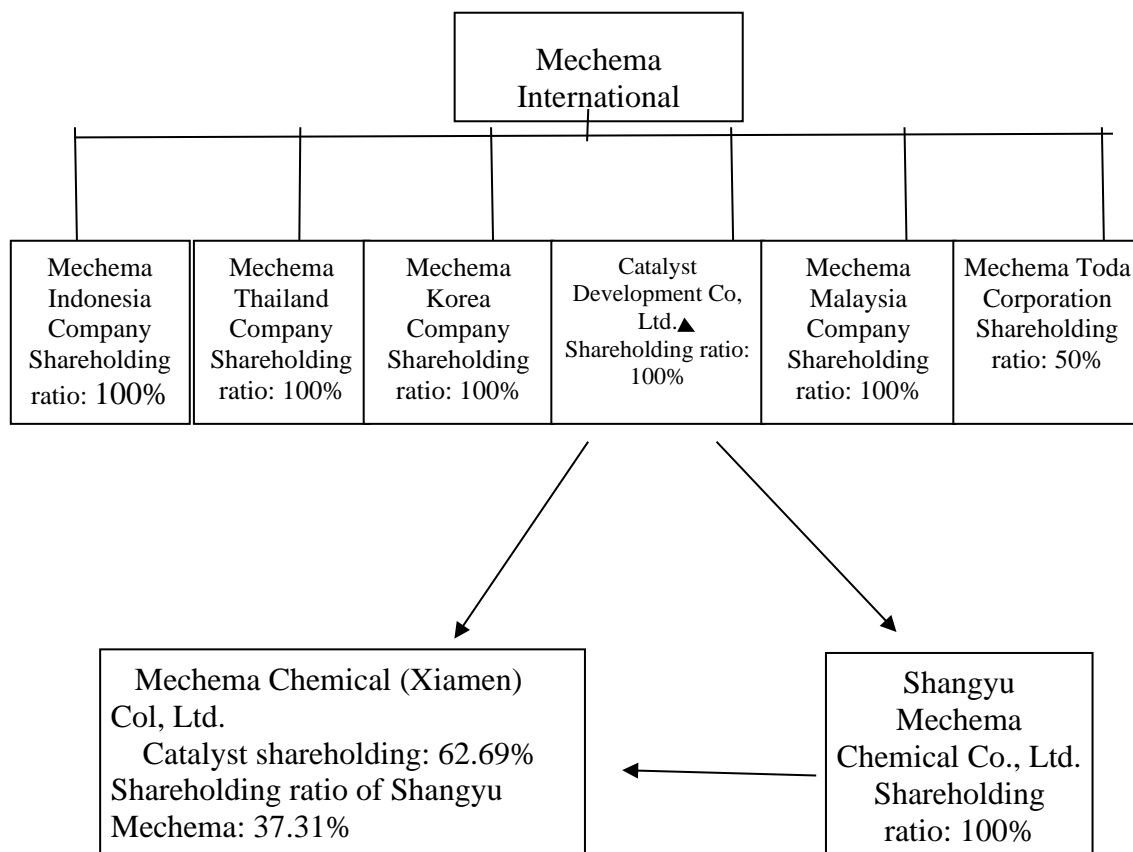 Mechema
International
Mechema
Indonesia
Company
Shareholding
ratio: 100%
Mechema
Thailand
Company
Shareholding
ratio: 100%
Mechema
Korea
Company
Shareholding
ratio: 100%
Catalyst
Development Co,
Ltd.▲
Shareholding ratio:
100%
Mechema
Malaysia
Company
Shareholding
ratio: 100%
Mechema Toda
Corporation
Shareholding
ratio: 50%
Mechema Chemical (Xiamen)
Col, Ltd.
Catalyst shareholding: 62.69%
Shareholding ratio of Shangyu
Mechema: 37.31%
Shangyu
Mechema
Chemical Co., Ltd.
Shareholding
ratio: 100%